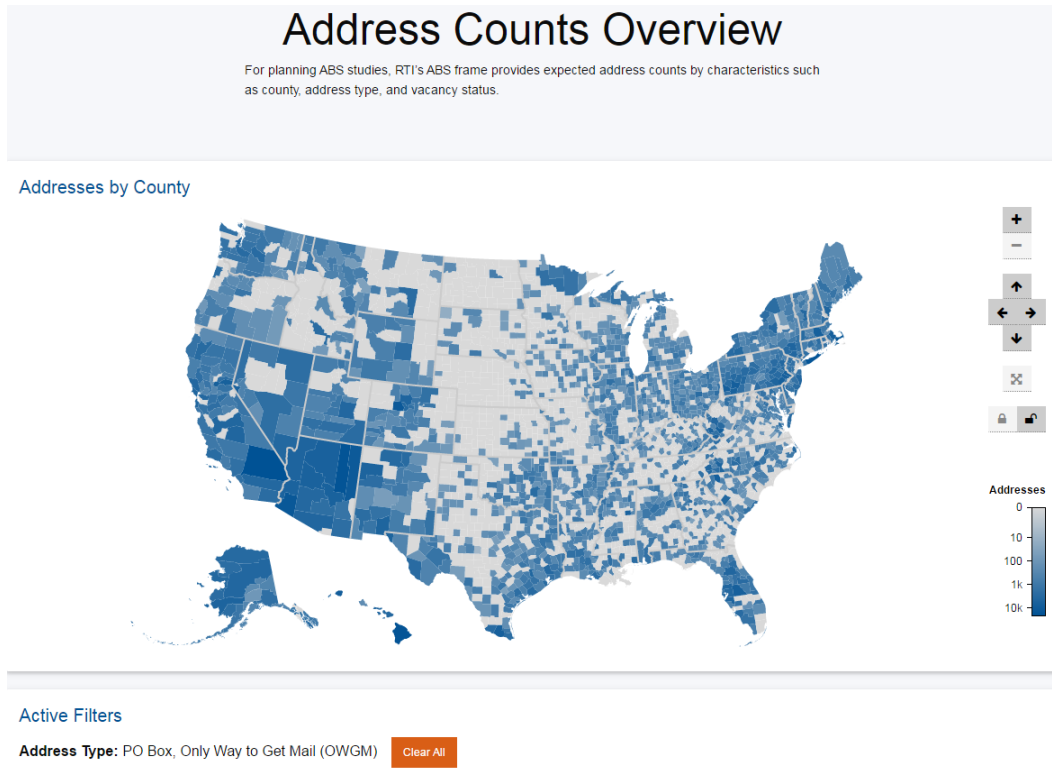 Address Counts Overview
For planning ABS studies, RTI's ABS frame provides expected address counts by characteristics such
as county, address type, and vacancy status.
Addresses by County
Addresses
0
10
100
1k
10k
Active Filters
Address Type: PO Box, Only Way to Get Mail (OWGM)
Clear All